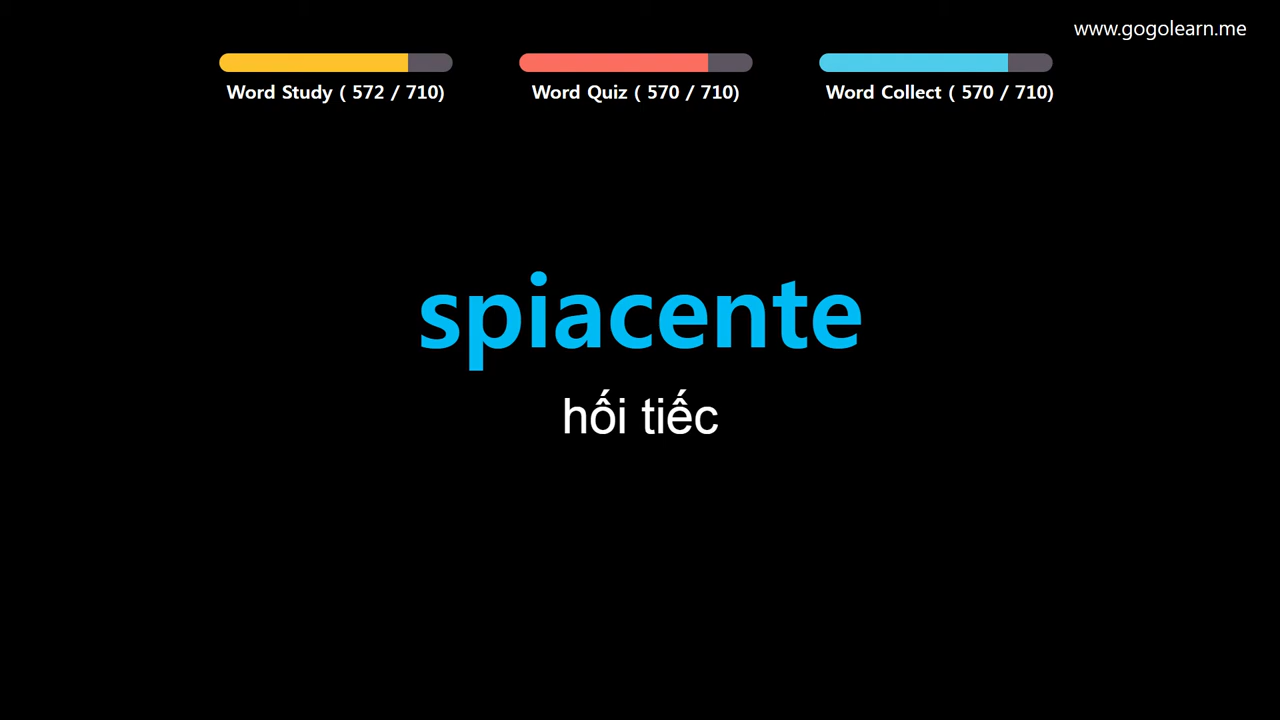 www.gogolearn.me
Word Study ( 572 / 710)
Word Quiz ( 570 / 710)
Word Collect ( 570 / 710)
spiacente
hối tiếc